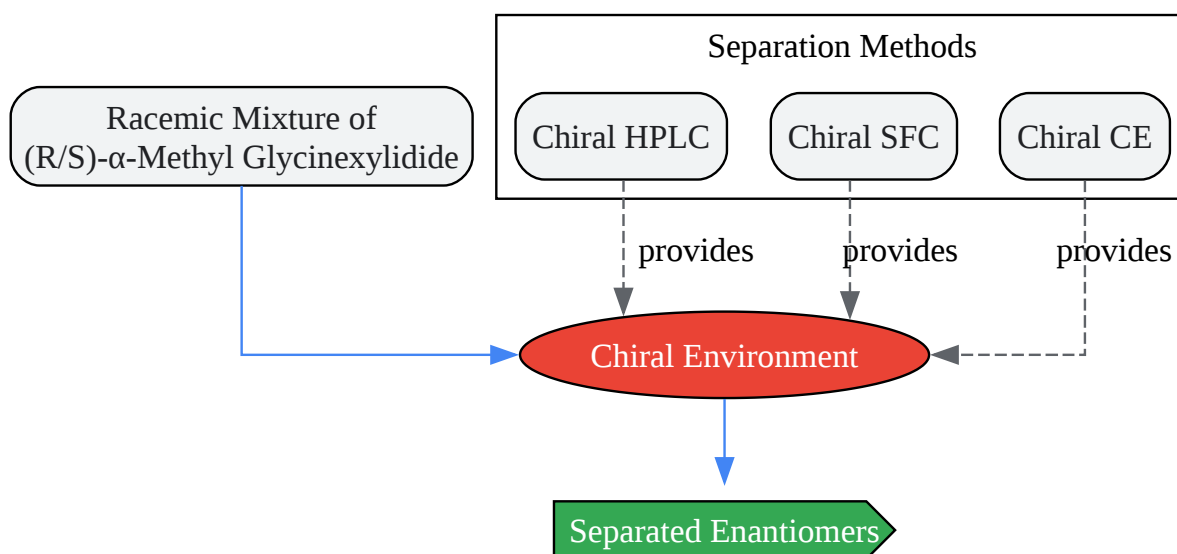 Separation Methods
Racemic Mixture of
(R/S)-α-Methyl Glycinexylidide
Chiral HPLC
Chiral SFC
Chiral CE
provides
provides
provides
Chiral Environment
Separated Enantiomers